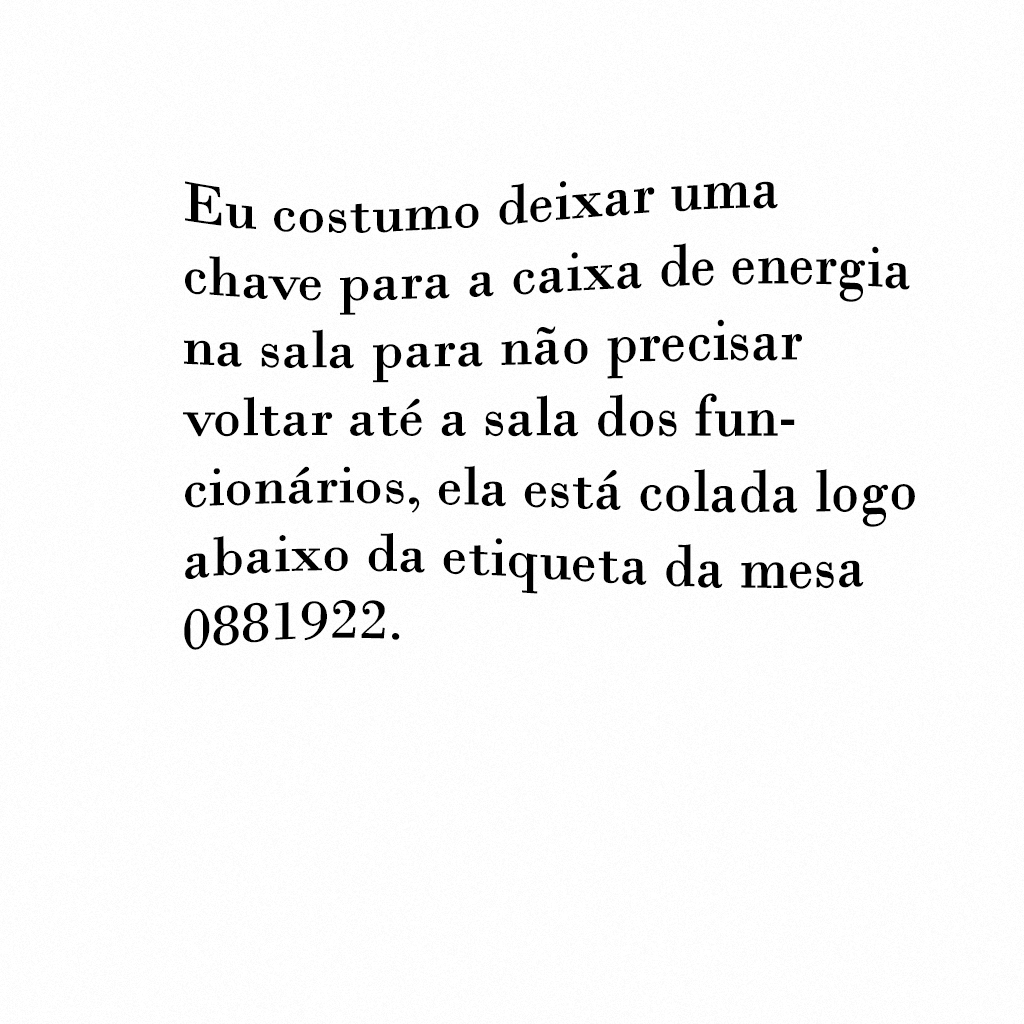 Eu costumo deixar uma
chave para a caixa de energia
na sala para não precisar
voltar até a sala dos fun-
cionários, ela está colada logo
abaixo da etiqueta da mesa
0881922.